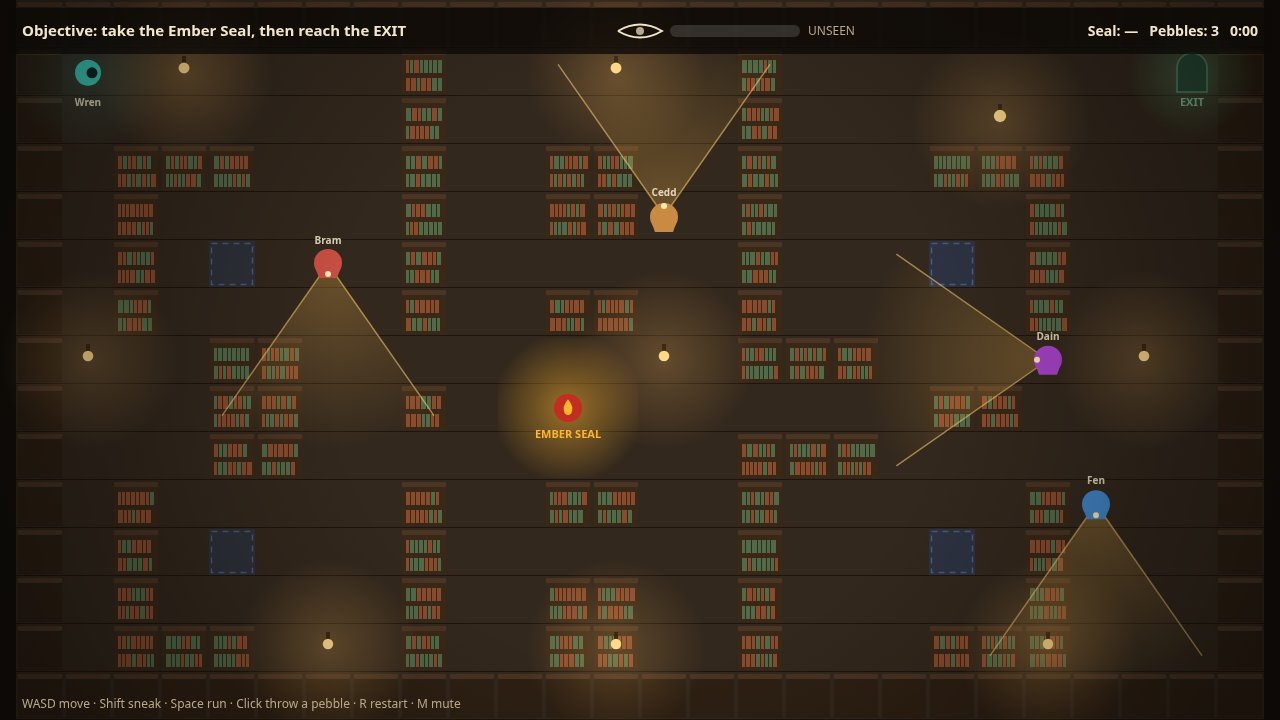 Objective: take the Ember Seal, then reach the EXIT
UNSEEN
Seal: — Pebbles: 3 0:00
Wren
EXIT
Cedd
Bram
Dain
EMBER SEAL
Fen
WASD move · Shift sneak · Space run · Click throw a pebble · R restart · M mute